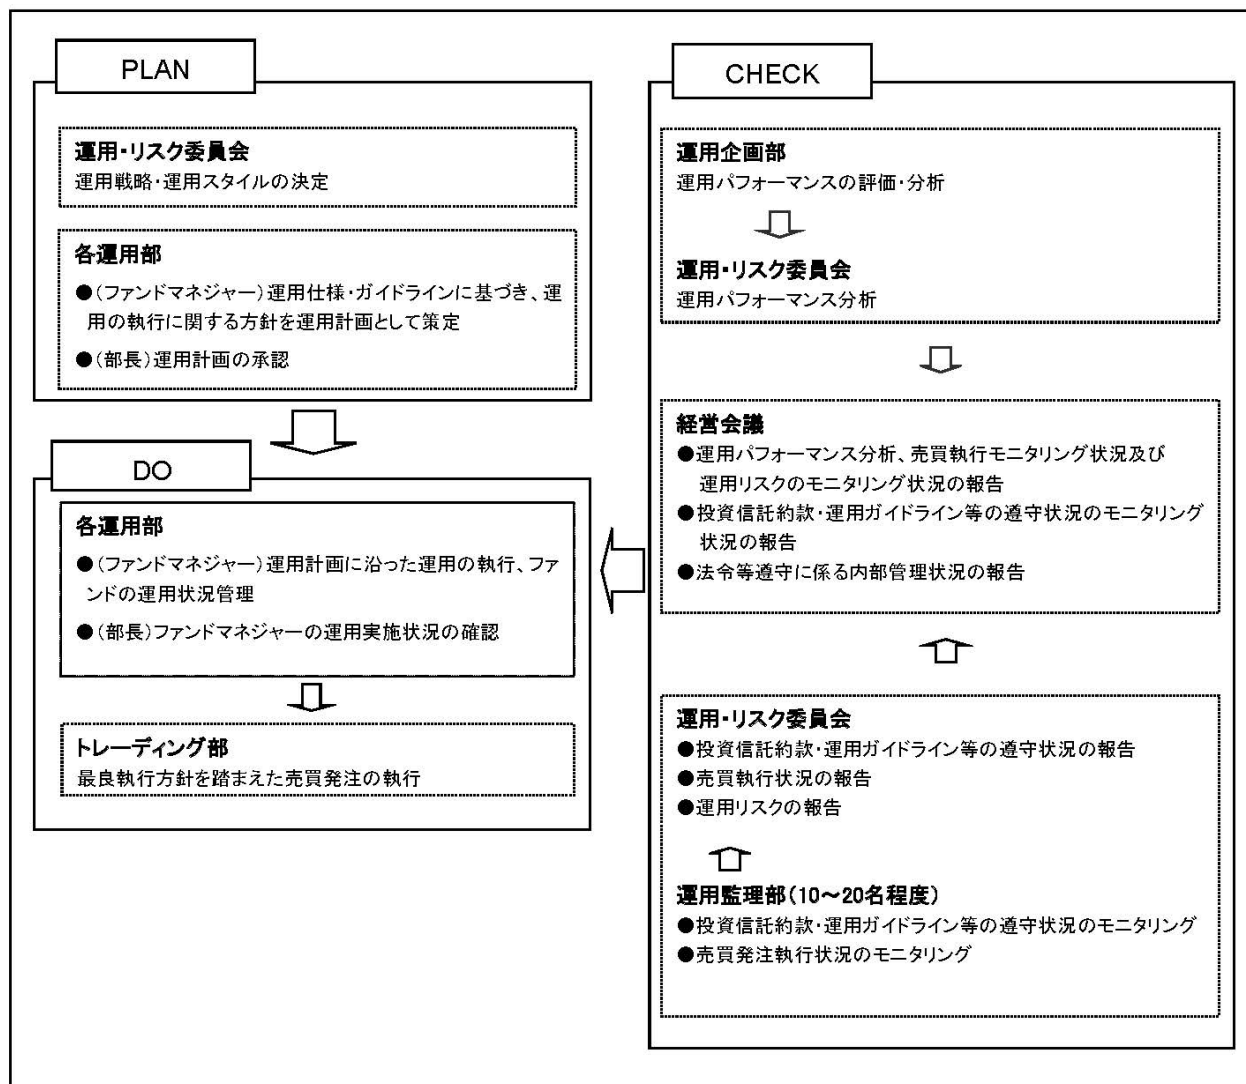 PLAN
運用・リスク委員会
運用戦略・運用スタイルの決定
各運用部
●(ファンドマネジャー)運用仕様・ガイドラインに基づき、運
用の執行に関する方針を運用計画として策定
●(部長)運用計画の承認
DO
各運用部
●(ファンドマネジャー)運用計画に沿った運用の執行、ファ
ンドの運用状況管理
●(部長)ファンドマネジャーの運用実施状況の確認
トレーディング部
最良執行方針を踏まえた売買発注の執行
CHECK
運用企画部
運用パフォーマンスの評価・分析
運用・リスク委員会
運用パフォーマンス分析
経営会議
●運用パフォーマンス分析、売買執行モニタリング状況及び
運用リスクのモニタリング状況の報告
●投資信託約款・運用ガイドライン等の遵守状況のモニタリング
状況の報告
●法令等遵守に係る内部管理状況の報告
運用・リスク委員会
●投資信託約款・運用ガイドライン等の遵守状況の報告
●売買執行状況の報告
●運用リスクの報告
運用監理部(10~20名程度)
●投資信託約款・運用ガイドライン等の遵守状況のモニタリング
●売買発注執行状況のモニタリング